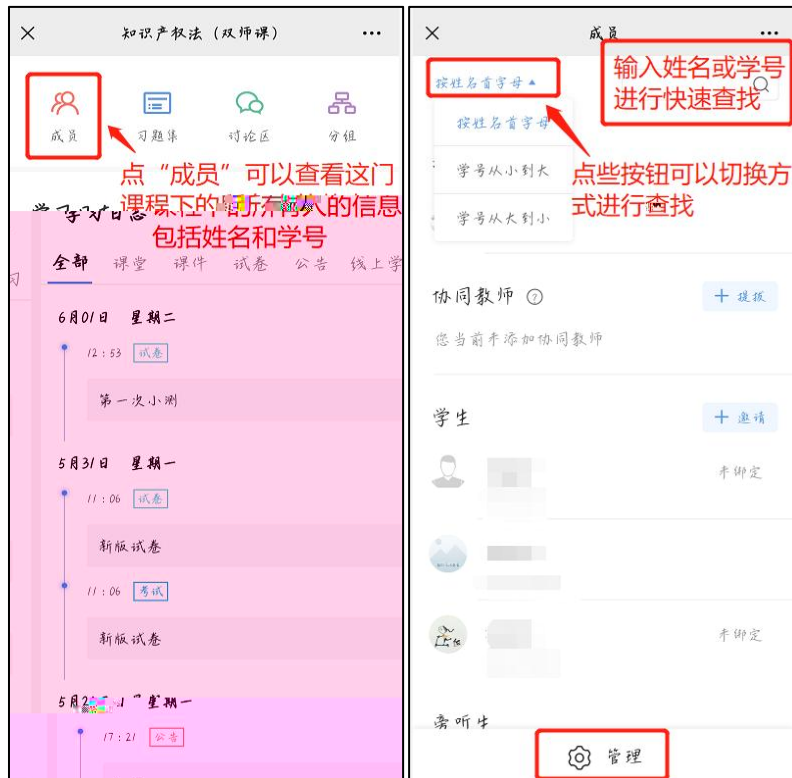 知识产权法（双师课）
成员
习题集
讨论区
分组
点“成员”可以查看这门
的信息
包括姓名和学号
全部 课堂 课件 试卷 公告 线上学
习
6月01日 星期二
12:53 试卷
第一次小测
5月31日 星期一
11:06 试卷
新版试卷
11:06 考试
新版试卷
星期一
17:21 公告
成员
按姓名首字母
输入姓名或学号
进行快速查找
按姓名首字母
学号从小到大
学号从大到小
点些按钮可以切换方
式进行查找
协同教师
+ 提拔
您当前未添加协同教师
学生
+ 邀请
未绑定
未绑定
旁听生
管理